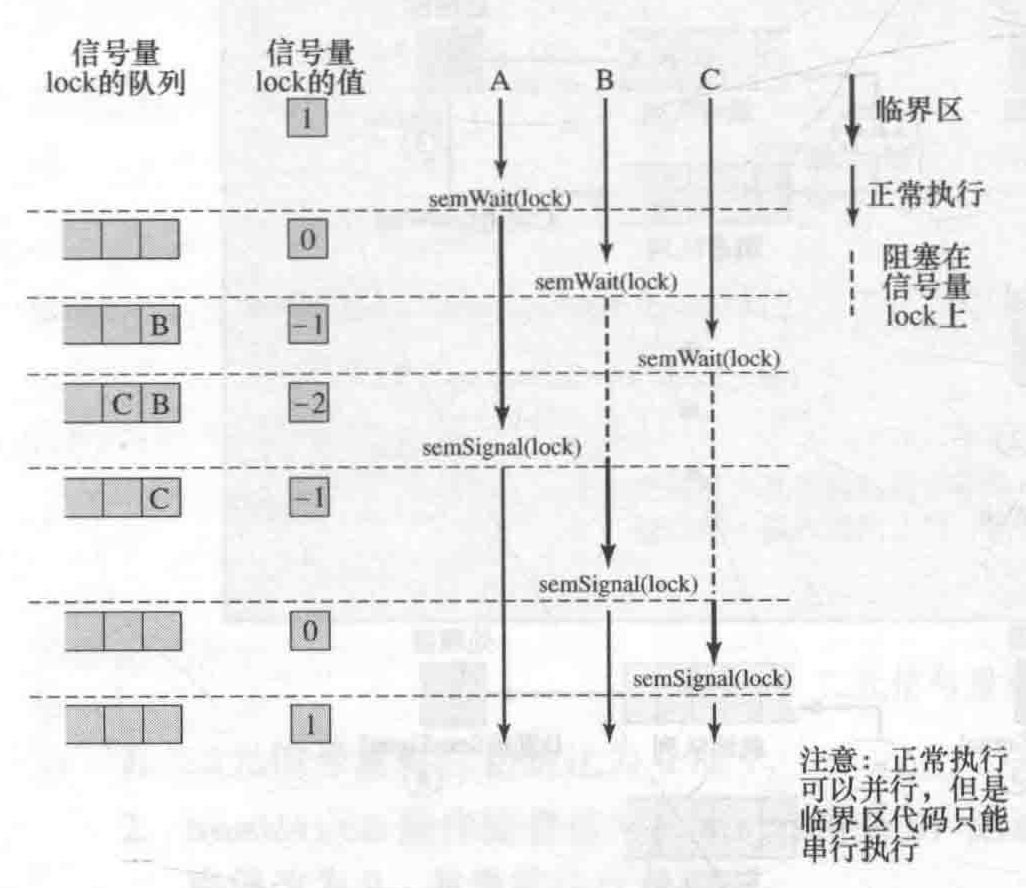 信号量
lock的队列
信号量
lock的值
A
B
C
1
临界区
正常执行
阻塞在
信号量
lock上
semWait(lock)
0
semWait(lock)
B
−1
semWait(lock)
C B
−2
semSignal(lock)
C
−1
semSignal(lock)
0
semSignal(lock)
1
注意：正常执行
可以并行，但是
临界区代码只能
串行执行